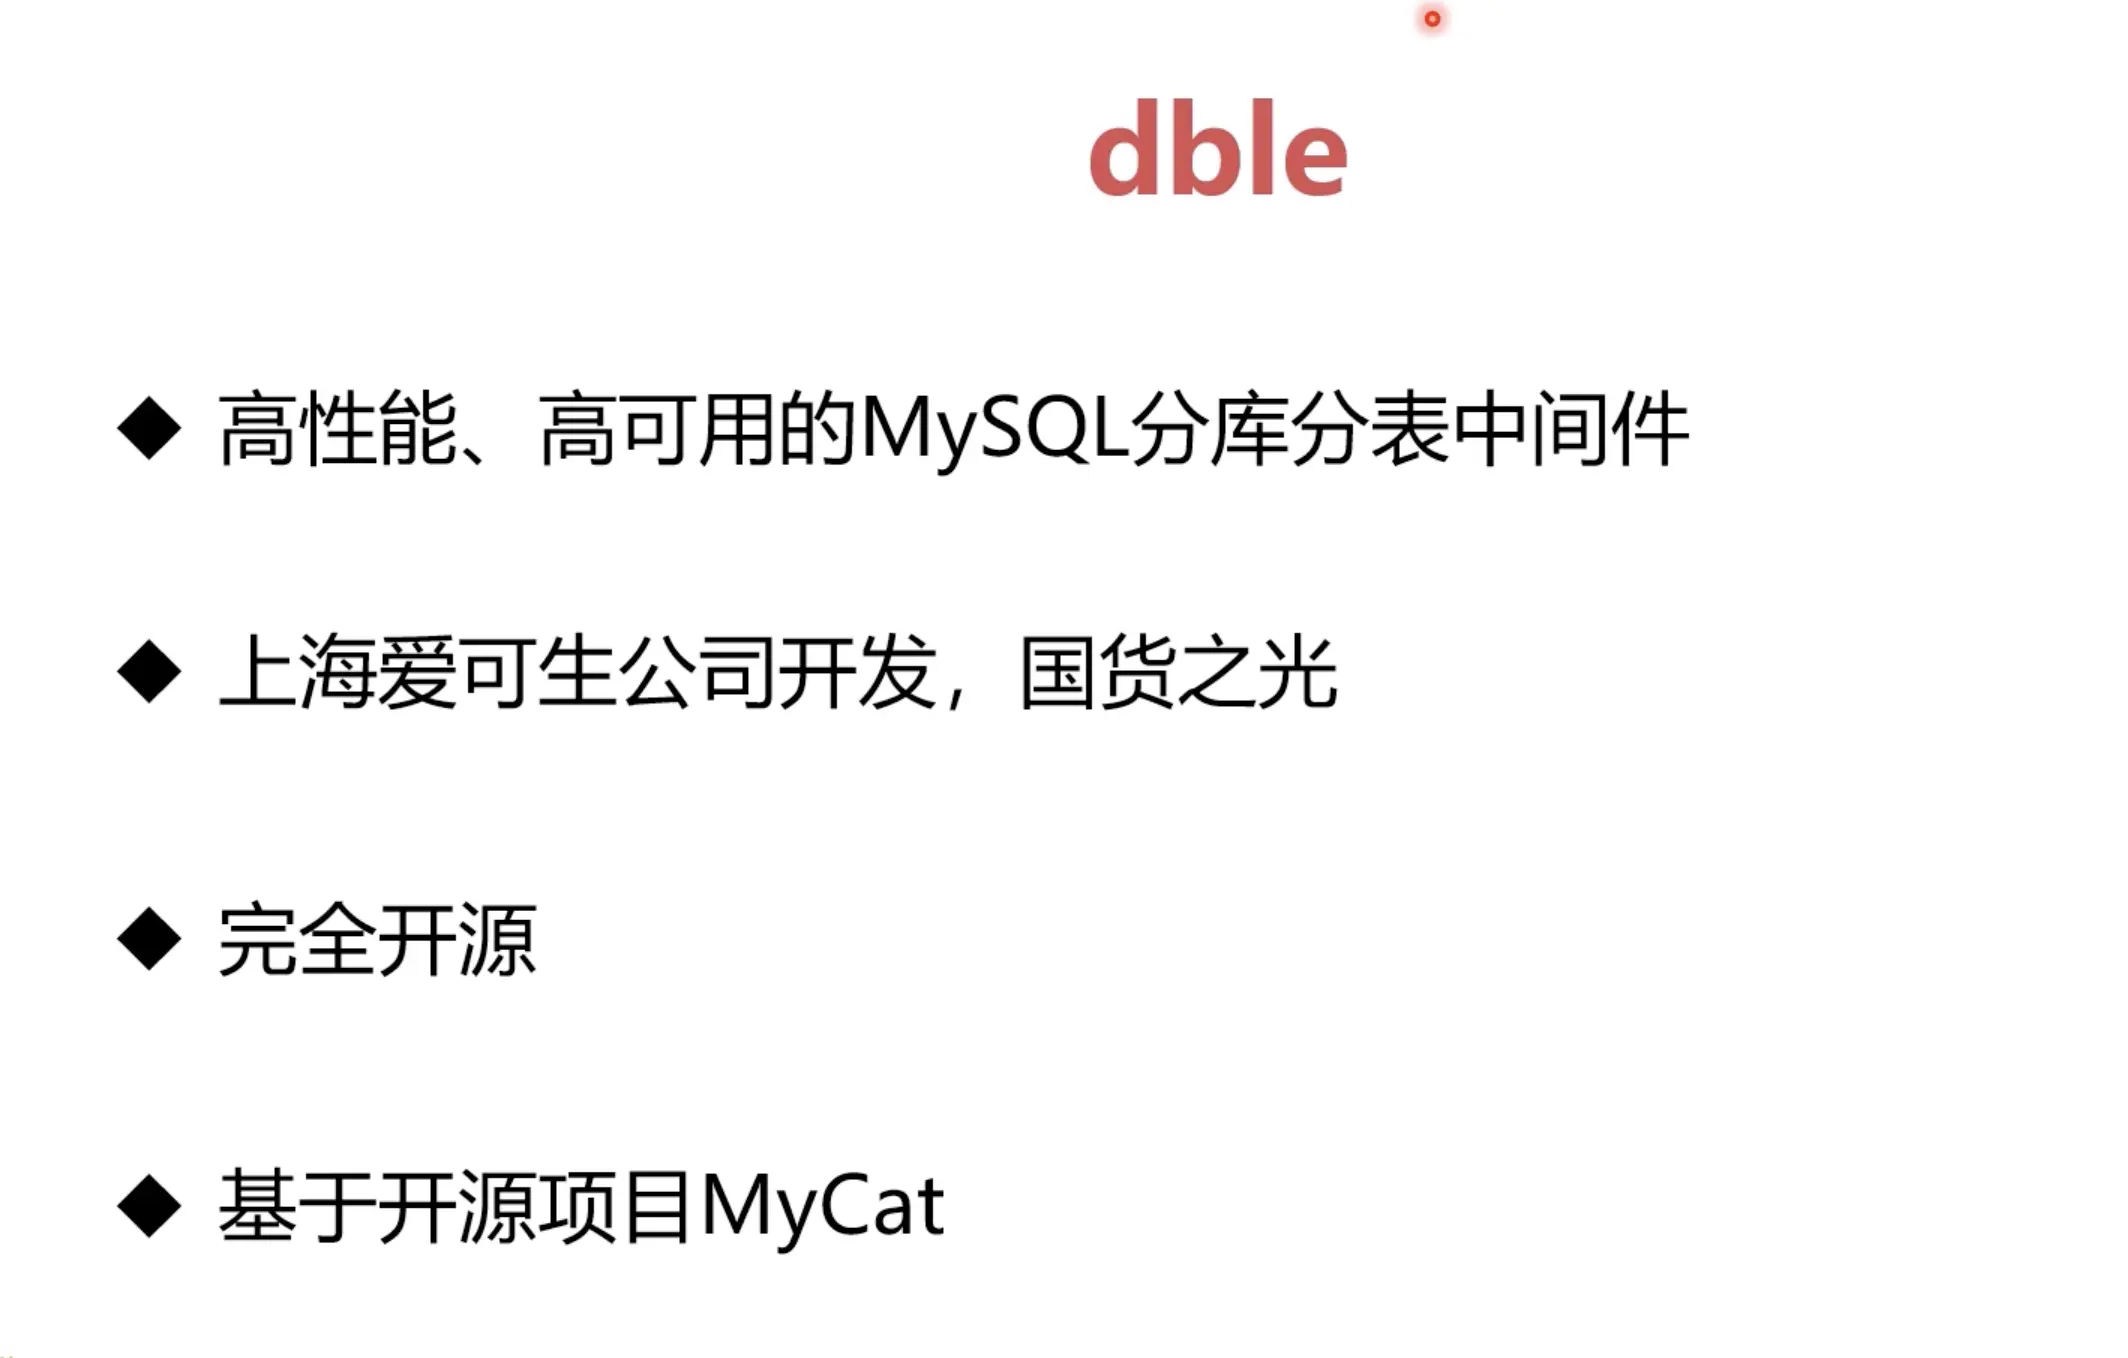 dble
◆ 高性能、高可用的MySQL分库分表中间件
◆ 上海爱可生公司开发，国货之光
◆ 完全开源
◆ 基于开源项目MyCat